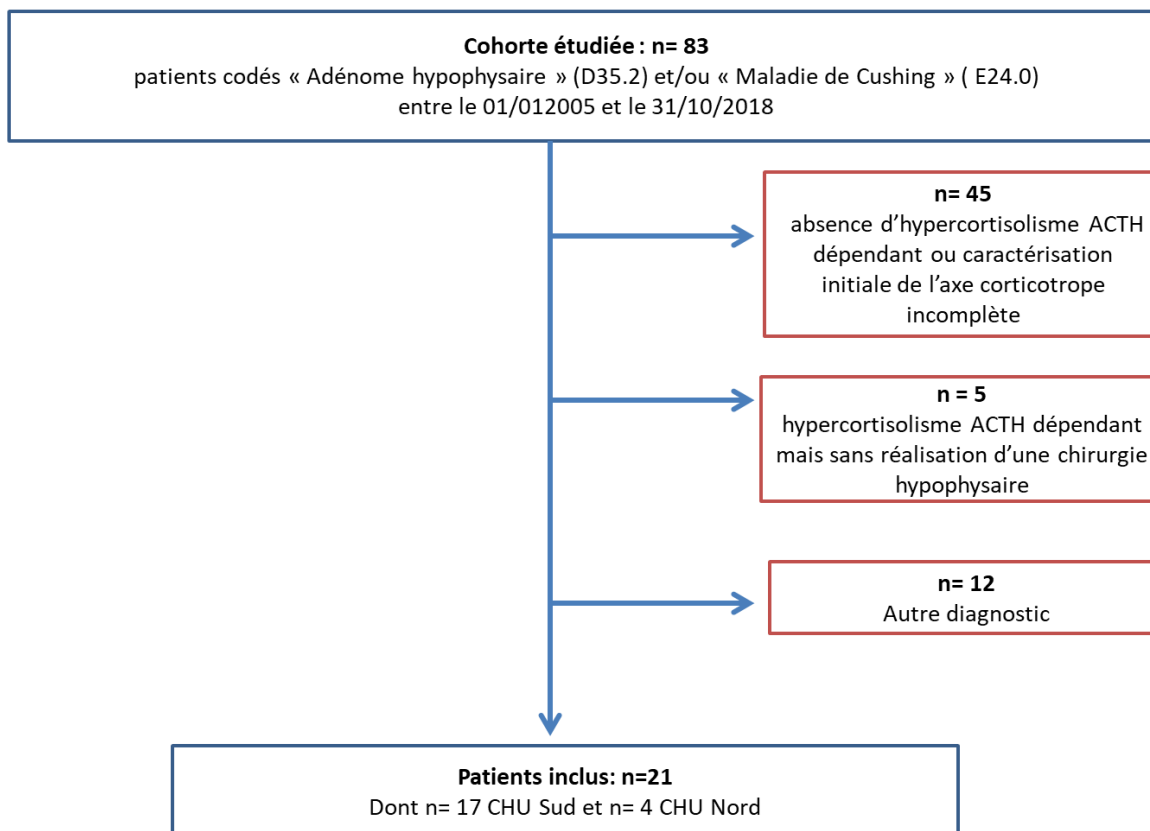 Cohorte étudiée : n= 83
patients codés « Adénome hypophysaire » (D35.2) et/ou « Maladie de Cushing » ( E24.0)
entre le 01/012005 et le 31/10/2018
n= 45
absence d’hypercortisolisme ACTH
dépendant ou caractérisation
initiale de l’axe corticotrope
incomplète
n = 5
hypercortisolisme ACTH dépendant
mais sans réalisation d’une chirurgie
hypophysaire
n= 12
Autre diagnostic
Patients inclus: n=21
Dont n= 17 CHU Sud et n= 4 CHU Nord